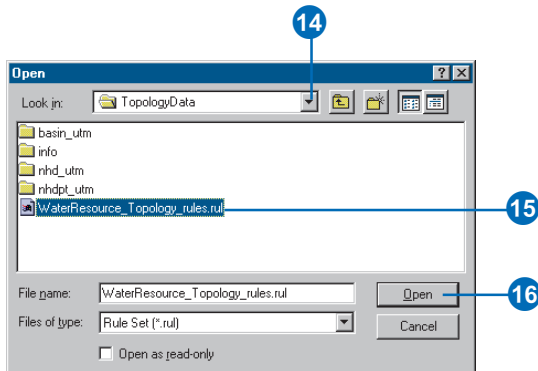 14
Open
Look in:
TopologyData
basin_utm
info
nhd_utm
nhdpt_utm
WaterResource_Topology_rules.rul
15
File name:
WaterResource_Topology_rules.rul
Open
16
Files of type:
Rule Set (*.rul)
Cancel
Open as read-only